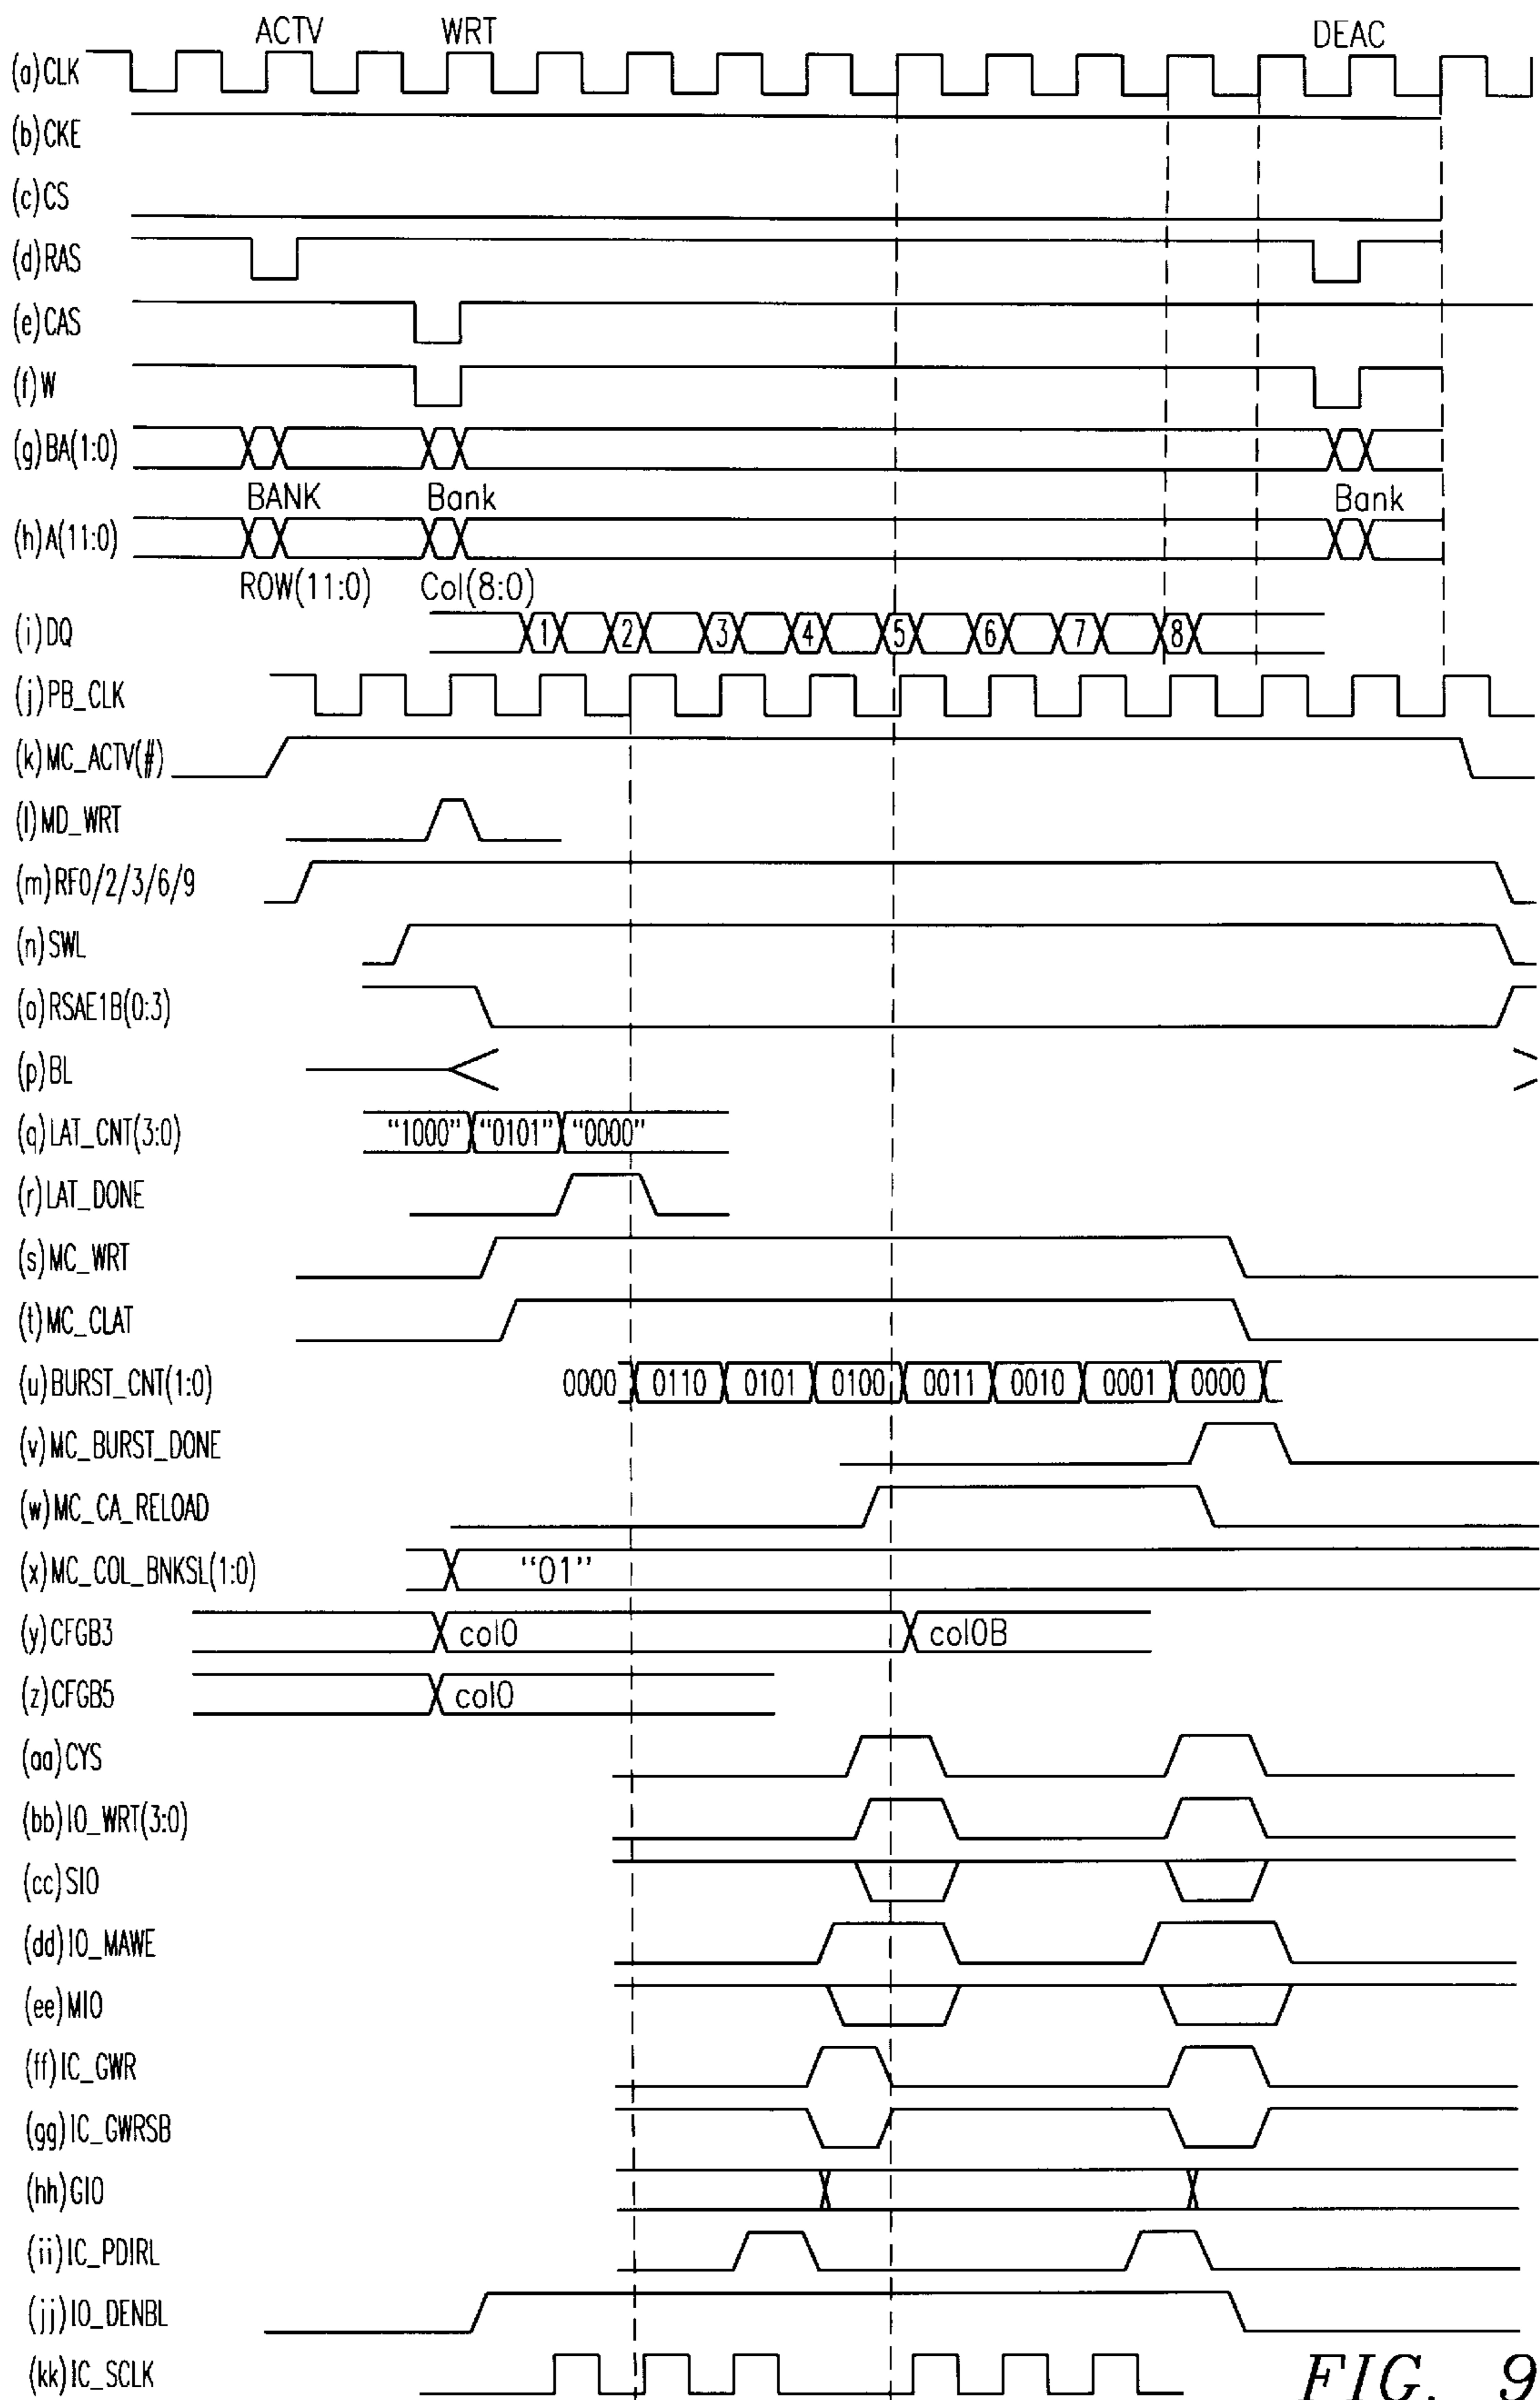 ACTV WRT DEAC
(a)CLK
(b)CKE
(c)CS
(d)RAS
(e)CAS
(f)W
(g)BA(1:0)
BANK Bank Bank
(h)A(11:0)
ROW(11:0) Col(8:0)
(i)DQ 1 2 3 4 5 6 7 8
(j)PB_CLK
(k)MC_ACTV(#)
(l)MD_WRT
(m)RF0/2/3/6/9
(n)SWL
(o)RSAE1B(0:3)
(p)BL
(q)LAT_CNT(3:0) "1000" "0101" "0000"
(r)LAT_DONE
(s)MC_WRT
(t)MC_CLAT
(u)BURST_CNT(1:0) 0000 0110 0101 0100 0011 0010 0001 0000
(v)MC_BURST_DONE
(w)MC_CA_RELOAD
(x)MC_COL_BNKSL(1:0) "01"
(y)CFGB3 col0 col0B
(z)CFGB5 col0
(aa)CYS
(bb)IO_WRT(3:0)
(cc)SIO
(dd)IO_MAWE
(ee)MIO
(ff)IC_GWR
(gg)IC_GWRSB
(hh)GIO
(ii)IC_PDIRL
(jj)IO_DENBL
(kk)IC_SCLK
FIG. 9